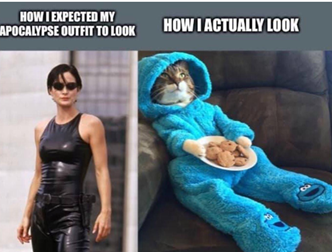 HOW I EXPECTED MY
APOCALYPSE OUTFIT TO LOOK
HOW I ACTUALLY LOOK